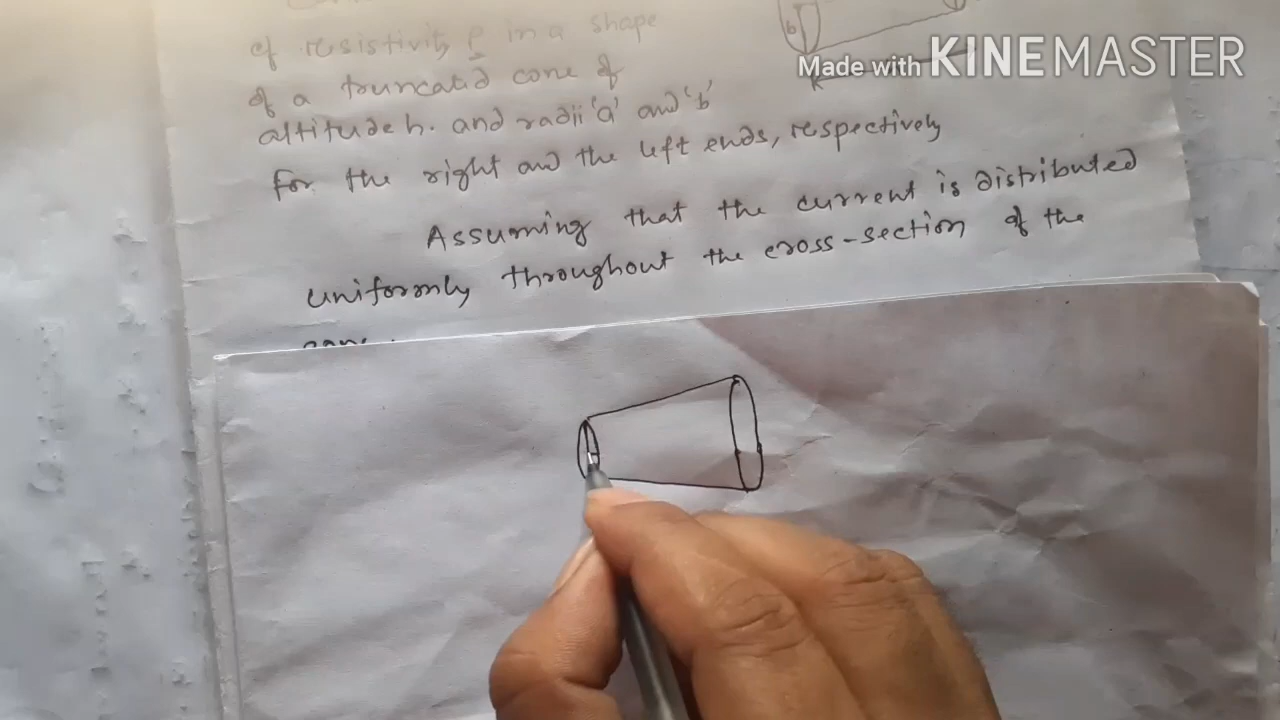 of resistivity ρ in a shape
b
Made with KINEMASTER
of a truncated cone of
altitude h. and radii 'a' and 'b'
for the right and the left ends, respectively
Assuming that the current is distributed
uniformly throughout the cross-section of the